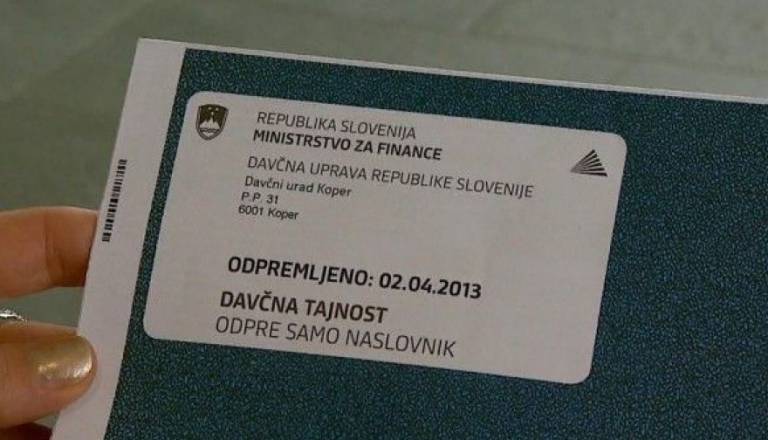 REPUBLIKA SLOVENIJA
MINISTRSTVO ZA FINANCE
DAVČNA UPRAVA REPUBLIKE SLOVENIJE
Davčni urad Koper
P.P. 31
6001 Koper
ODPREMLJENO: 02.04.2013
DAVČNA TAJNOST
ODPRE SAMO NASLOVNIK